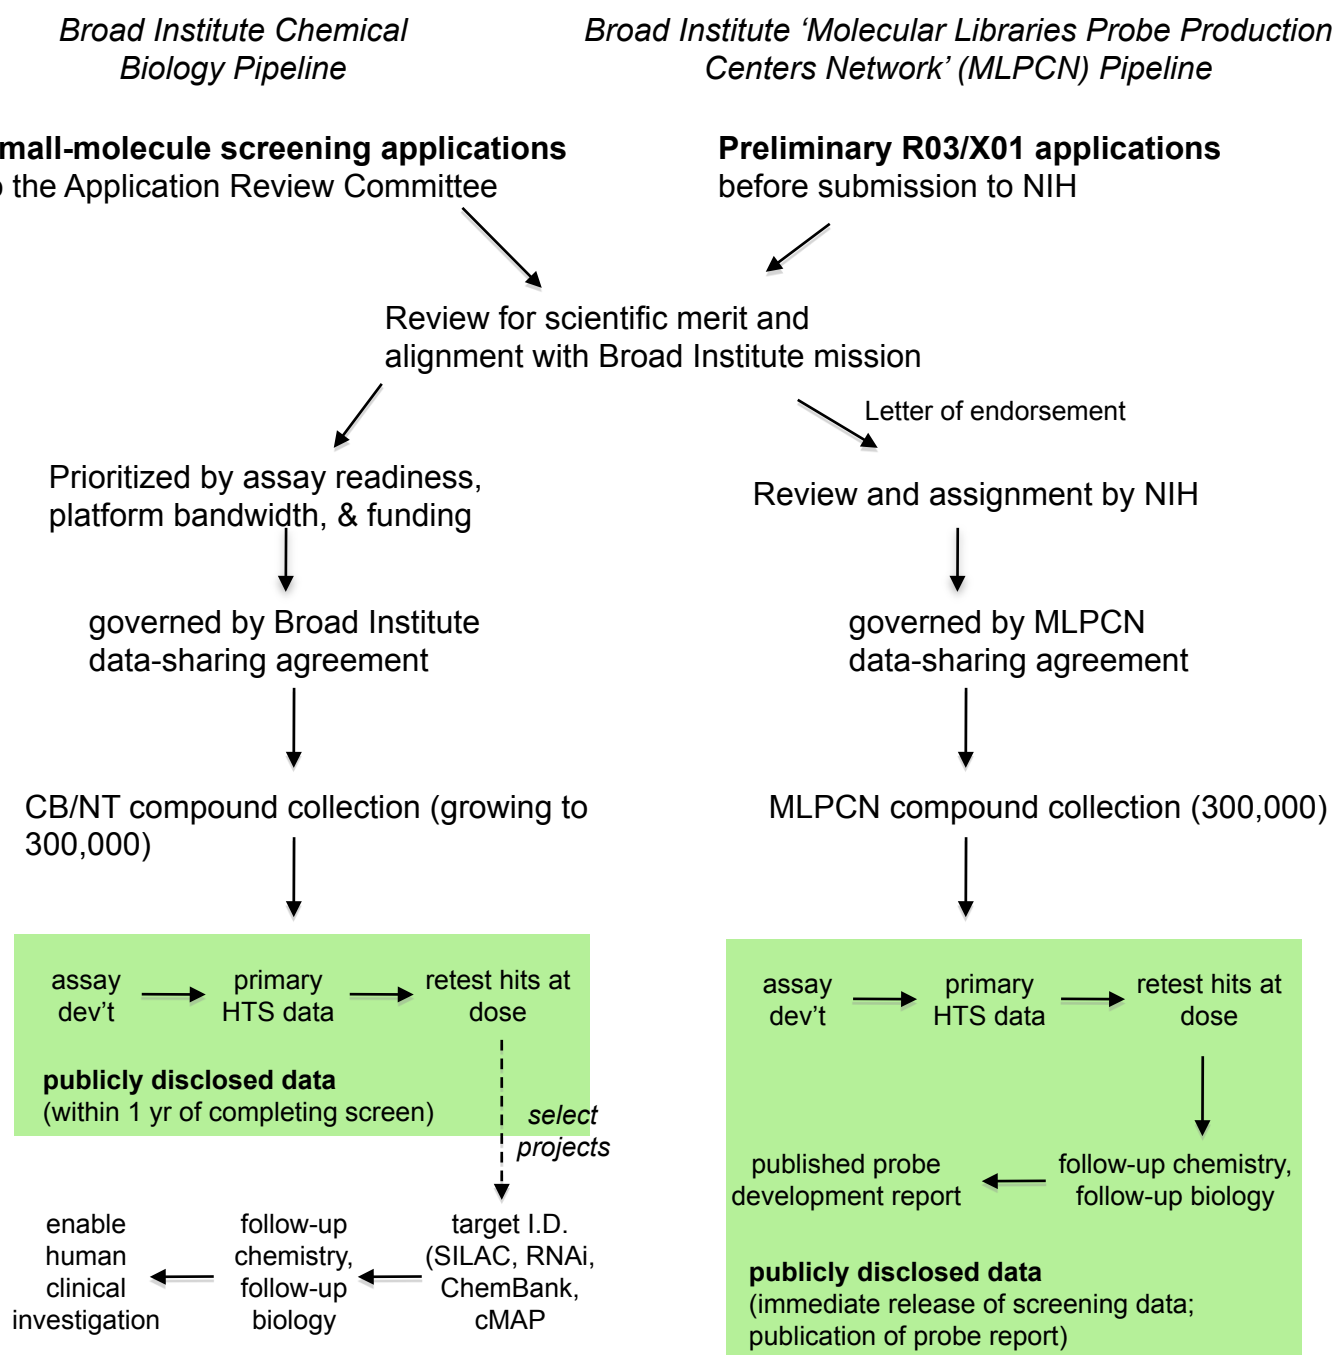 Broad Institute Chemical
Biology Pipeline
Broad Institute ‘Molecular Libraries Probe Production
Centers Network’ (MLPCN) Pipeline
mall-molecule screening applications
the Application Review Committee
Preliminary R03/X01 applications
before submission to NIH
Review for scientific merit and
alignment with Broad Institute mission
Letter of endorsement
Prioritized by assay readiness,
platform bandwidth, & funding
Review and assignment by NIH
governed by Broad Institute
data-sharing agreement
governed by MLPCN
data-sharing agreement
CB/NT compound collection (growing to
300,000)
MLPCN compound collection (300,000)
assay
dev’t
primary
HTS data
retest hits at
dose
publicly disclosed data
(within 1 yr of completing screen)
select
projects
enable
human
clinical
investigation
follow-up
chemistry,
follow-up
biology
target I.D.
(SILAC, RNAi,
ChemBank,
cMAP
assay
dev’t
primary
HTS data
retest hits at
dose
published probe
development report
follow-up chemistry,
follow-up biology
publicly disclosed data
(immediate release of screening data;
publication of probe report)